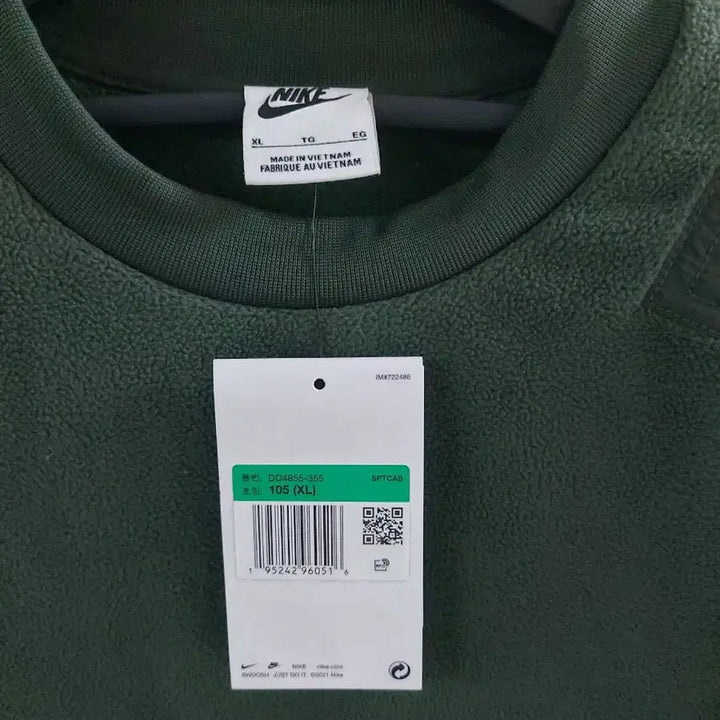 NIKE
XL TG EG
MADE IN VIETNAM
FABRIQUE AU VIETNAM
IM#722486
품번: DD4855-355 SPTCAS
호칭: 105 (XL)
1 95242 96051 6
NIKE nike.com
SWOOSH JUST DO IT ©2021 Nike